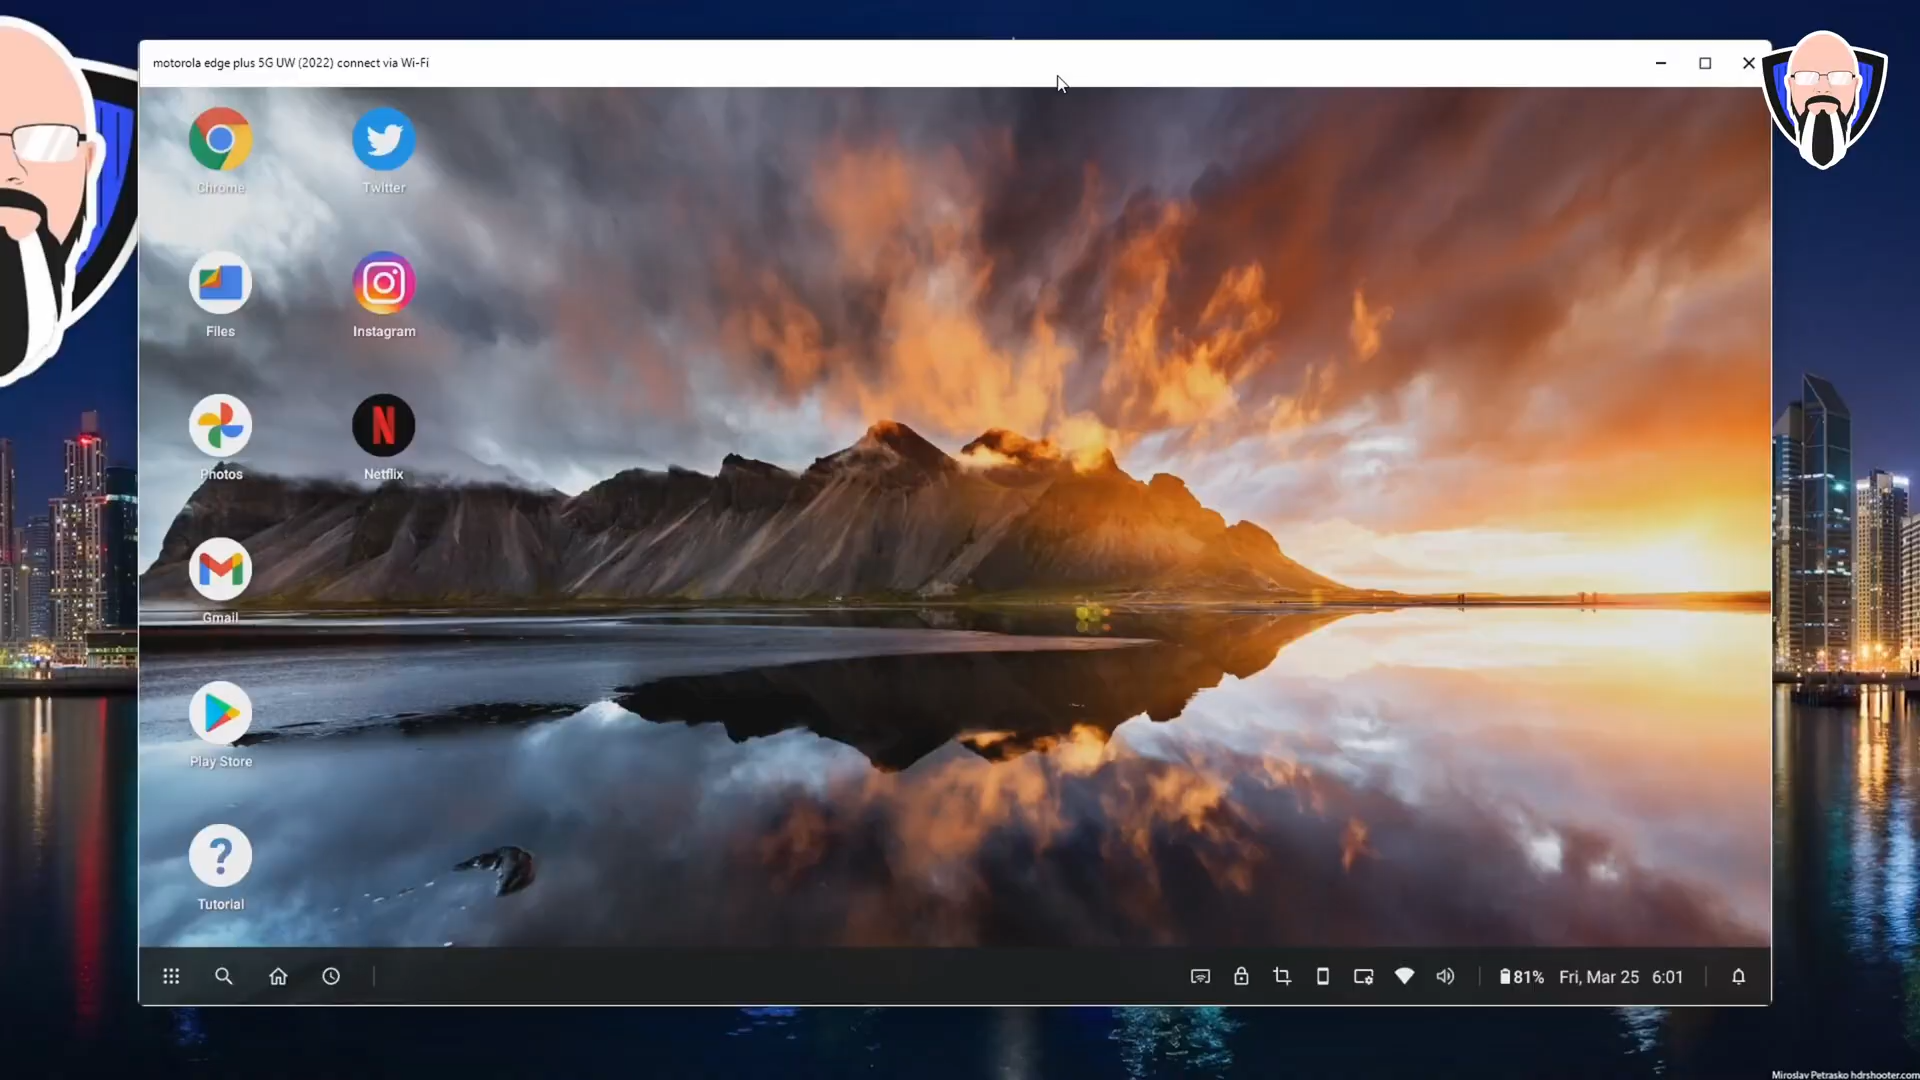 motorola edge plus 5G UW (2022) connect via Wi-Fi
Chrome
Twitter
Files
Instagram
Photos
N
Netflix
Gmail
Play Store
?
Tutorial
81% Fri, Mar 25 6:01
Miroslav Petrasko hdrshooter.com